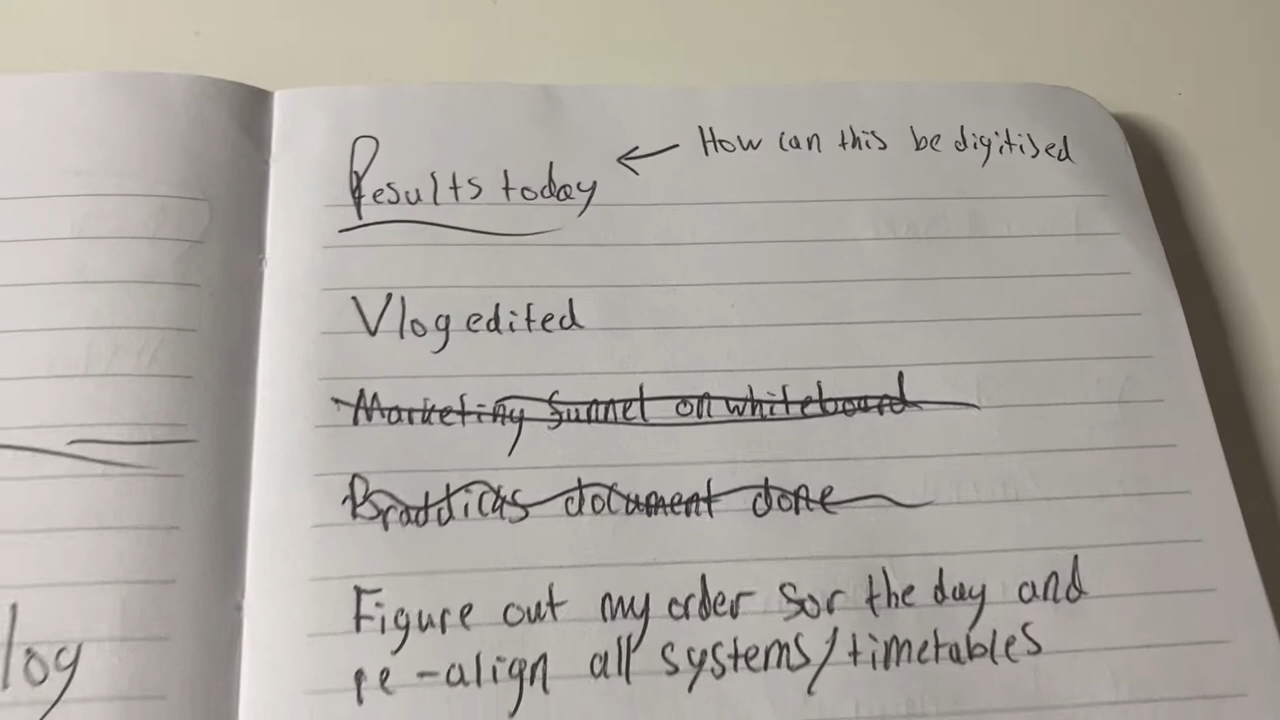 Results today
How can this be digitised
Vlog edited
Marketing funnel on whiteboard
Braddicks document done
Figure out my order for the day and
re-align all systems/timetables
log